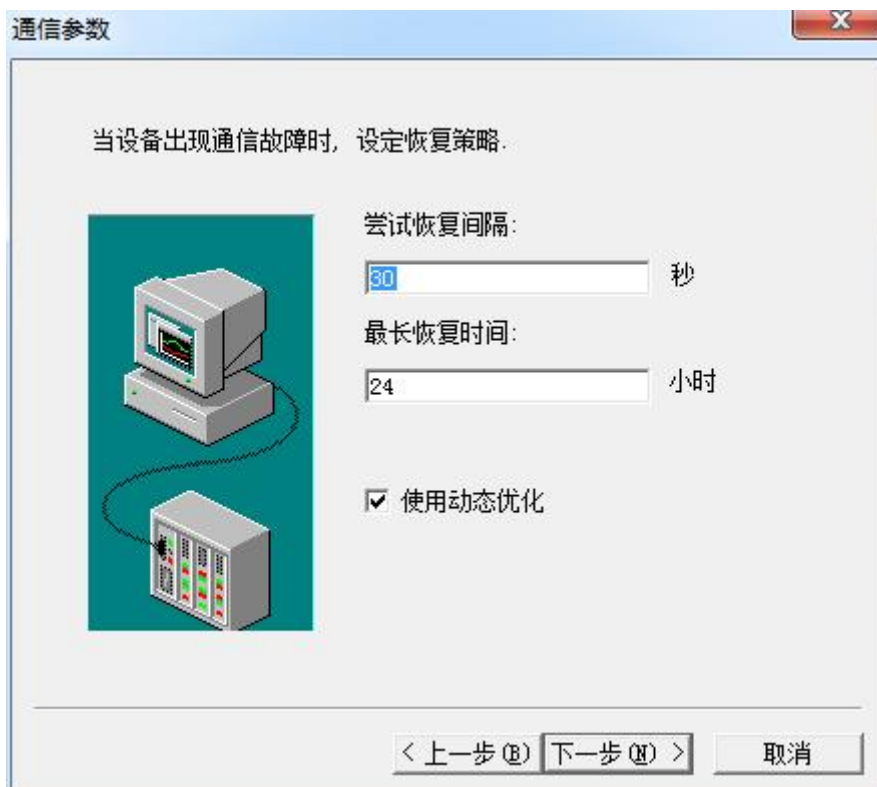 通信参数
当设备出现通信故障时, 设定恢复策略.
尝试恢复间隔:
30 秒
最长恢复时间:
24 小时
使用动态优化
< 上一步(B) 下一步(N) > 取消